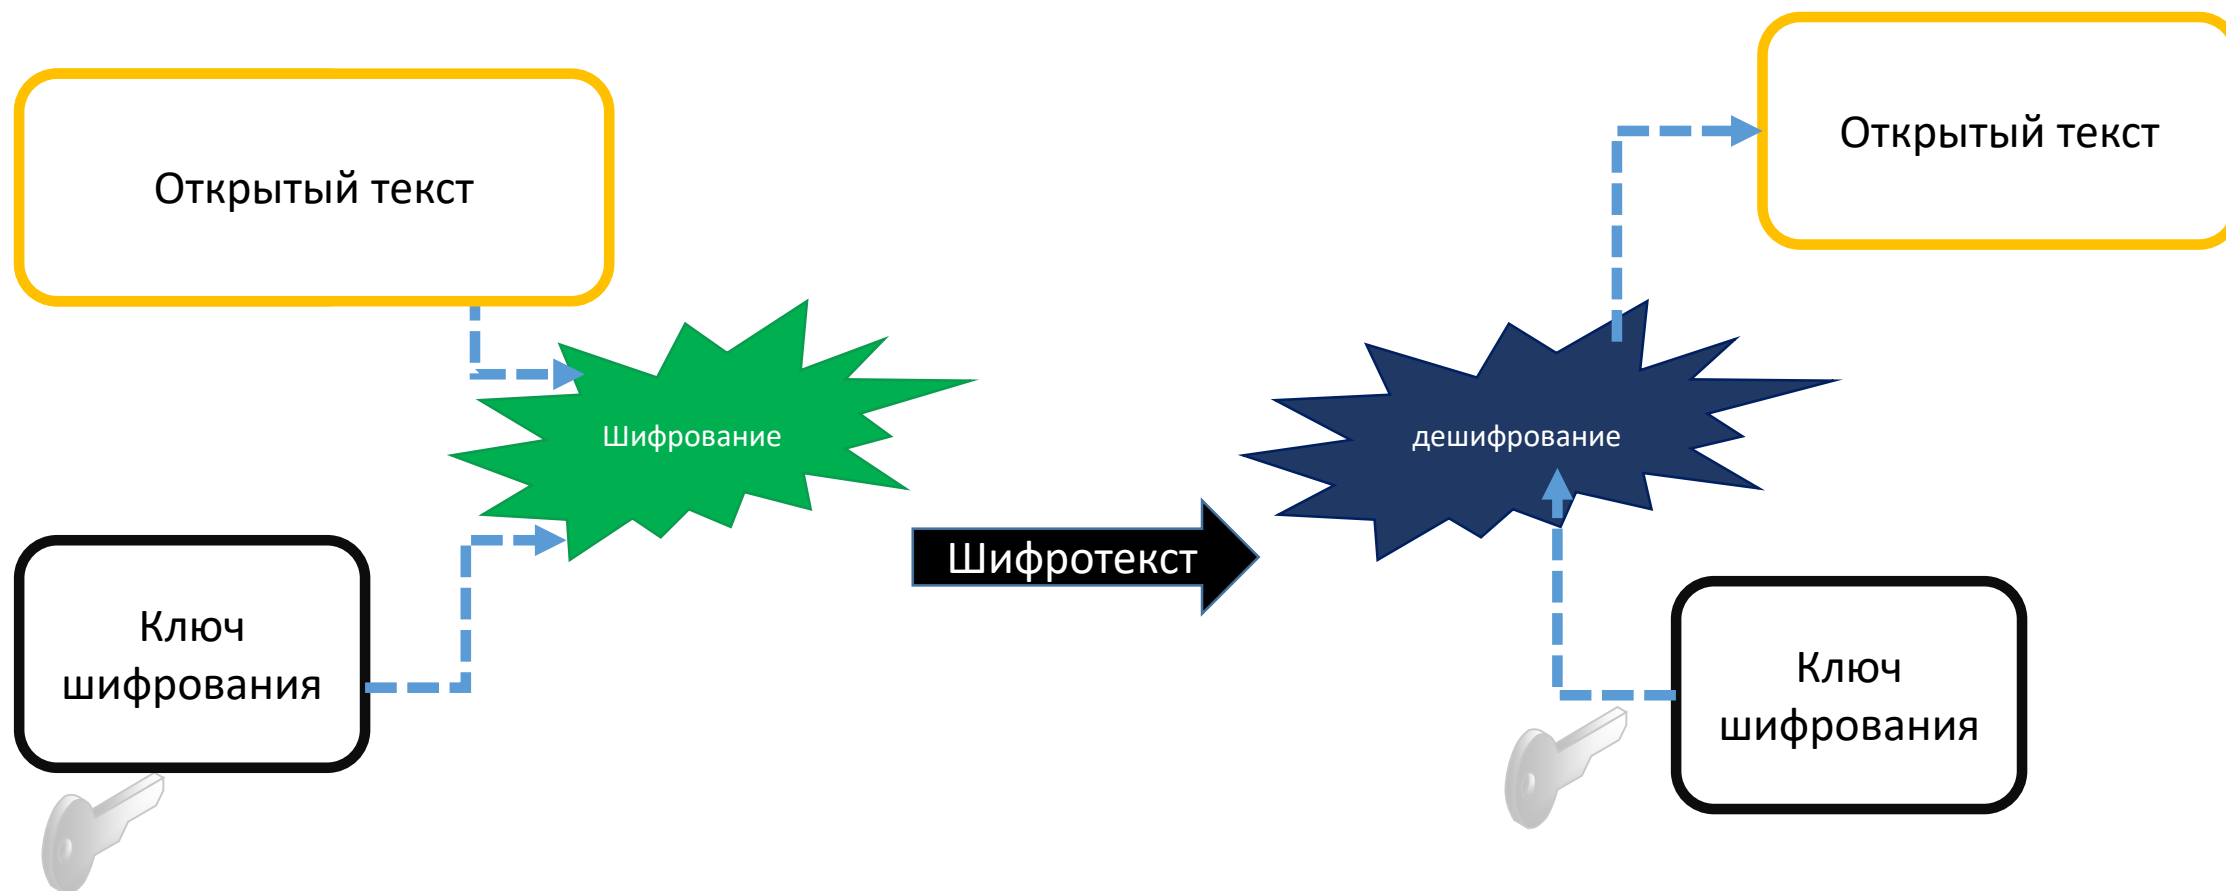 Открытый текст
Открытый текст
Шифрование
дешифрование
Шифротекст
Ключ
шифрования
Ключ
шифрования